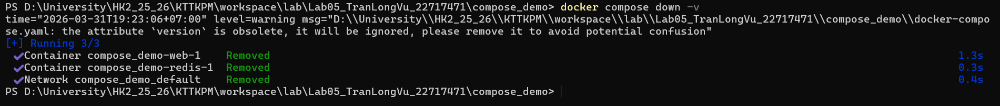 PS D:\University\HK2_25_26\KTTKPM\workspace\lab\Lab05_TranLongVu_22717471\compose_demo> docker compose down -v
time="2026-03-31T19:23:06+07:00" level=warning msg="D:\\University\\HK2_25_26\\KTTKPM\\workspace\\lab\\Lab05_TranLongVu_22717471\\compose_demo\\docker-compo
se.yaml: the attribute `version` is obsolete, it will be ignored, please remove it to avoid potential confusion"
[+] Running 3/3
✔Container compose_demo-web-1    Removed    1.3s
✔Container compose_demo-redis-1  Removed    0.3s
✔Network compose_demo_default    Removed    0.4s
PS D:\University\HK2_25_26\KTTKPM\workspace\lab\Lab05_TranLongVu_22717471\compose_demo>